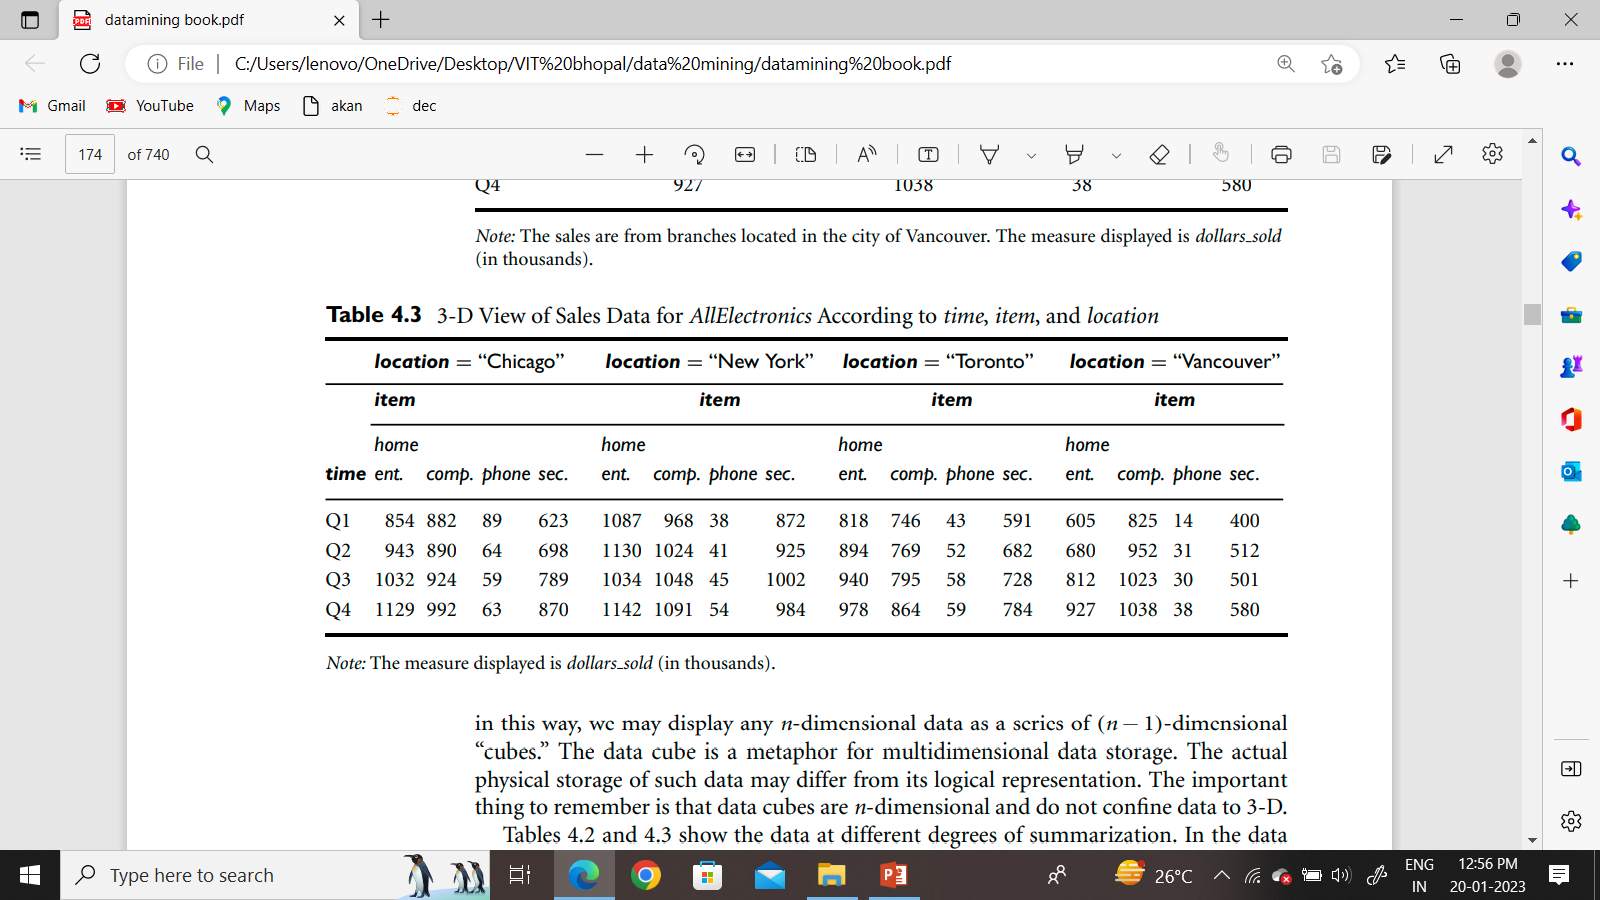 datamining book.pdf
File
C:/Users/lenovo/OneDrive/Desktop/VIT%20bhopal/data%20mining/datamining%20book.pdf
Gmail YouTube Maps akan dec
174 of 740
Q4 927 1038 38 580
Note: The sales are from branches located in the city of Vancouver. The measure displayed is dollars_sold
(in thousands).
Table 4.3 3-D View of Sales Data for AllElectronics According to time, item, and location
location = “Chicago” location = “New York” location = “Toronto” location = “Vancouver”
item item item item
home home home home
time ent. comp. phone sec. ent. comp. phone sec. ent. comp. phone sec. ent. comp. phone sec.
Q1 854 882 89 623 1087 968 38 872 818 746 43 591 605 825 14 400
Q2 943 890 64 698 1130 1024 41 925 894 769 52 682 680 952 31 512
Q3 1032 924 59 789 1034 1048 45 1002 940 795 58 728 812 1023 30 501
Q4 1129 992 63 870 1142 1091 54 984 978 864 59 784 927 1038 38 580
Note: The measure displayed is dollars_sold (in thousands).
in this way, we may display any n-dimensional data as a series of (n − 1)-dimensional
“cubes.” The data cube is a metaphor for multidimensional data storage. The actual
physical storage of such data may differ from its logical representation. The important
thing to remember is that data cubes are n-dimensional and do not confine data to 3-D.
Tables 4.2 and 4.3 show the data at different degrees of summarization. In the data
Type here to search
26°C
ENG
IN
12:56 PM
20-01-2023